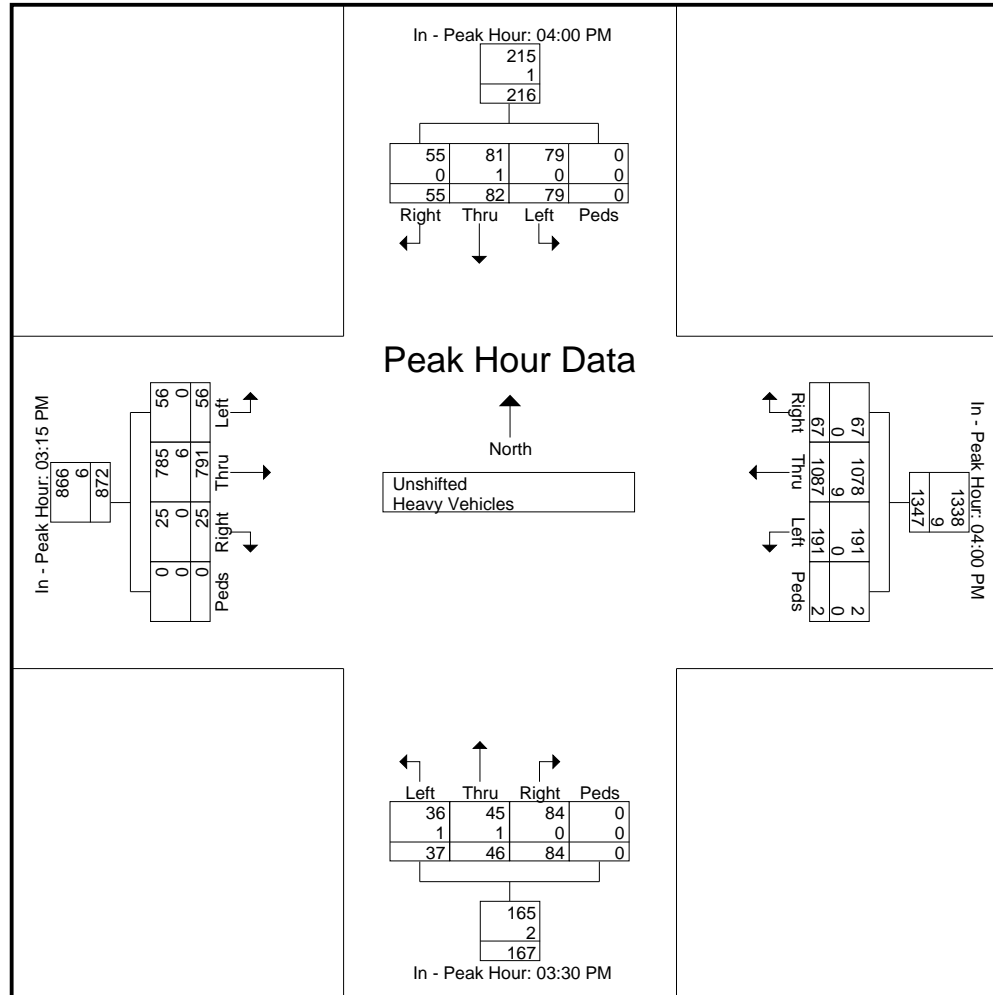 In - Peak Hour: 04:00 PM
215
1
216
55 81 79 0
0 1 0 0
55 82 79 0
Right Thru Left Peds
Peak Hour Data
North
Unshifted
Heavy Vehicles
In - Peak Hour: 03:15 PM
866
6
872
56 785 25 0
0 6 0 0
56 791 25 0
Left Thru Right Peds
In - Peak Hour: 04:00 PM
1338
9
1347
67 1078 191 2
0 9 0 0
67 1087 191 2
Right Thru Left Peds
Left Thru Right Peds
36 45 84 0
1 1 0 0
37 46 84 0
165
2
167
In - Peak Hour: 03:30 PM